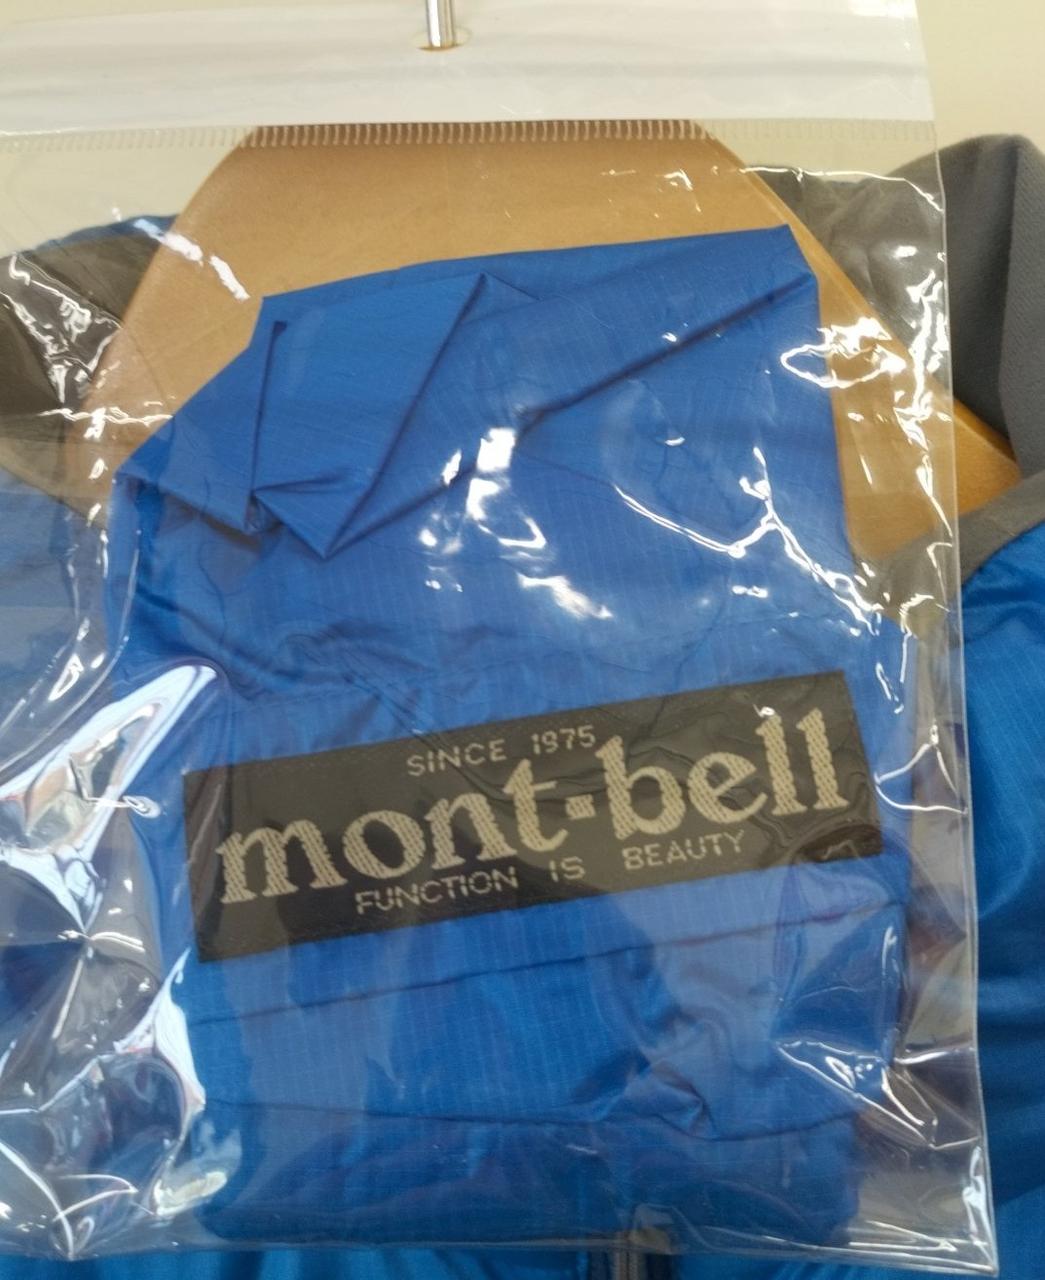 SINCE 1975
mont-bell
FUNCTION IS BEAUTY